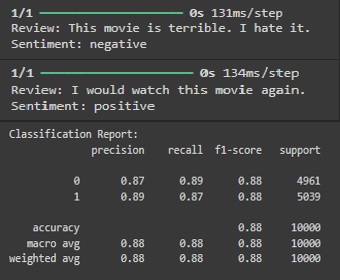 1/1 ━━━━━━━━━━━━━━━━━━━━ 0s 131ms/step
Review: This movie is terrible. I hate it.
Sentiment: negative
1/1 ━━━━━━━━━━━━━━━━━━━━ 0s 134ms/step
Review: I would watch this movie again.
Sentiment: positive
Classification Report:
precision recall f1-score support
0 0.87 0.89 0.88 4961
1 0.89 0.87 0.88 5039
accuracy 0.88 10000
macro avg 0.88 0.88 0.88 10000
weighted avg 0.88 0.88 0.88 10000